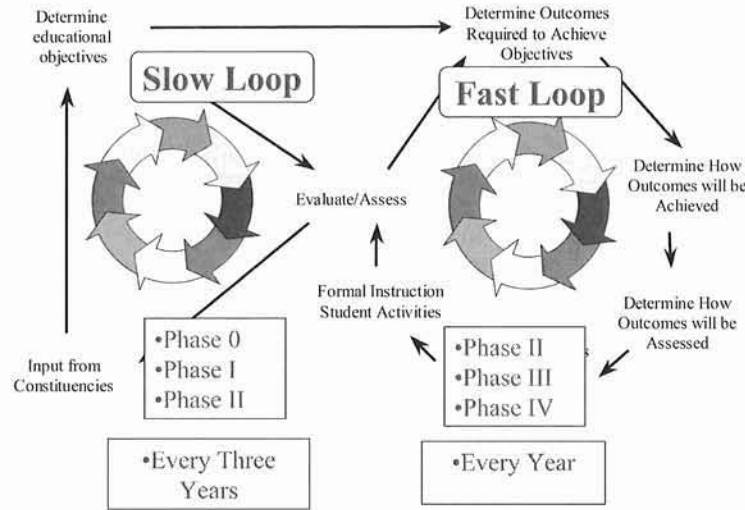 Determine
educational
objectives
Determine Outcomes
Required to Achieve
Objectives
Slow Loop
Fast Loop
Evaluate/Assess
Determine How
Outcomes will be
Achieved
Formal Instruction
Student Activities
Determine How
Outcomes will be
Assessed
Input from
Constituencies
•Phase 0
•Phase I
•Phase II
•Phase II
•Phase III
•Phase IV
•Every Three
Years
•Every Year